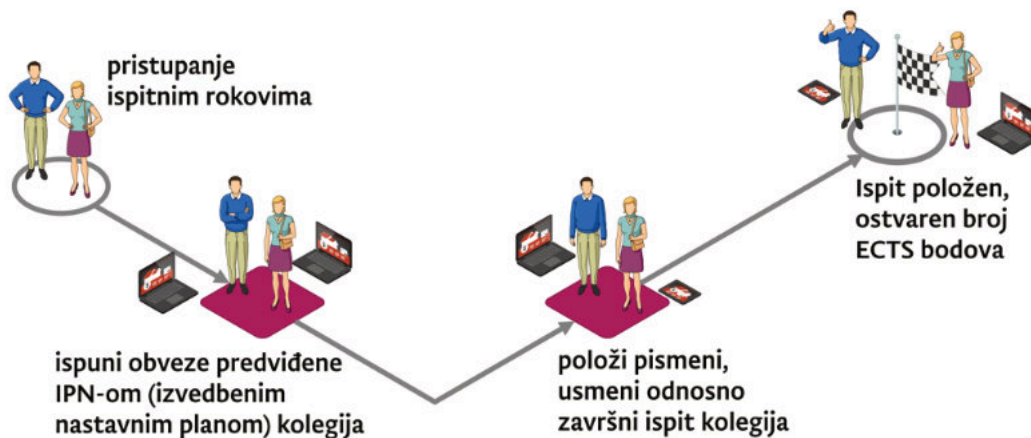 pristupanje
ispitnim rokovima
ispuni obveze predviđene
IPN-om (izvedbenim
nastavnim planom) kolegija
položi pismeni,
usmeni odnosno
završni ispit kolegija
Ispit položen,
ostvaren broj
ECTS bodova